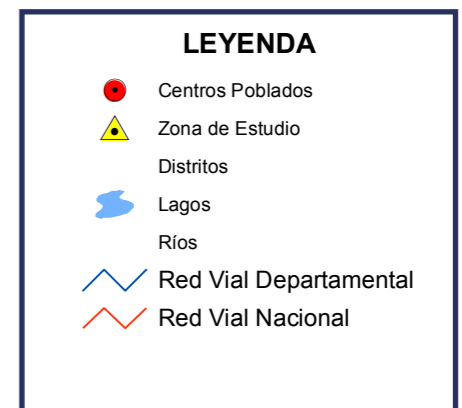 LEYENDA
Centros Poblados
Zona de Estudio
Distritos
Lagos
Ríos
Red Vial Departamental
Red Vial Nacional